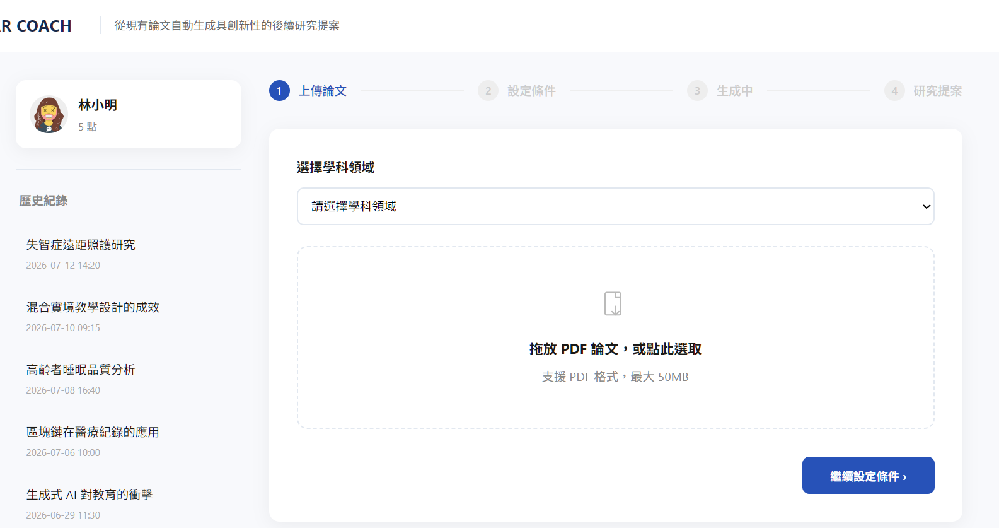 R COACH
從現有論文自動生成具創新性的後續研究提案
林小明
5 點
歷史紀錄
失智症遠距照護研究
2026-07-12 14:20
混合實境教學設計的成效
2026-07-10 09:15
高齡者睡眠品質分析
2026-07-08 16:40
區塊鏈在醫療紀錄的應用
2026-07-06 10:00
生成式 AI 對教育的衝擊
2026-06-29 11:30
1 上傳論文
2 設定條件
3 生成中
4 研究提案
選擇學科領域
請選擇學科領域
拖放 PDF 論文，或點此選取
支援 PDF 格式，最大 50MB
繼續設定條件 ›